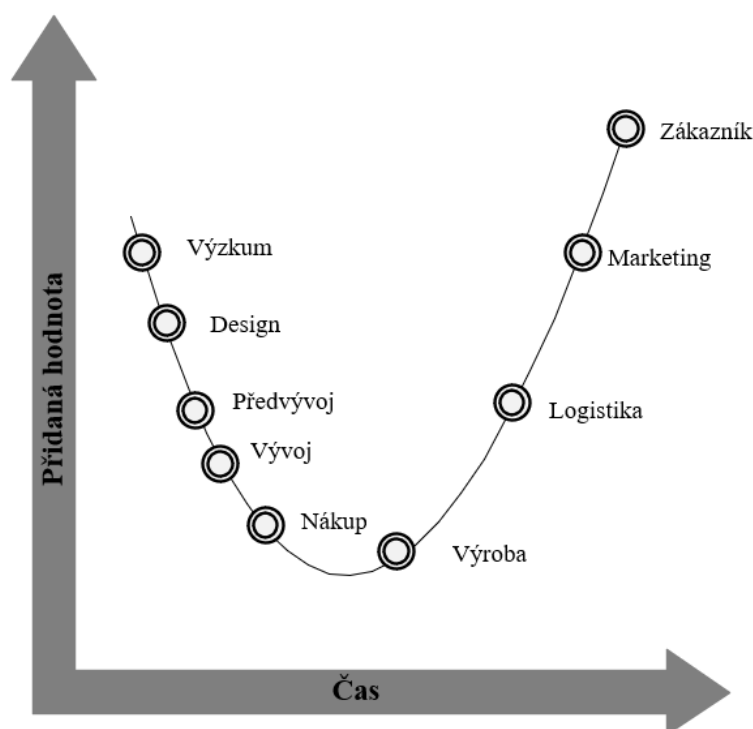 Zákazník
Výzkum
Marketing
Design
Předvývoj
Logistika
Vývoj
Nákup
Výroba
Přidaná hodnota
Čas